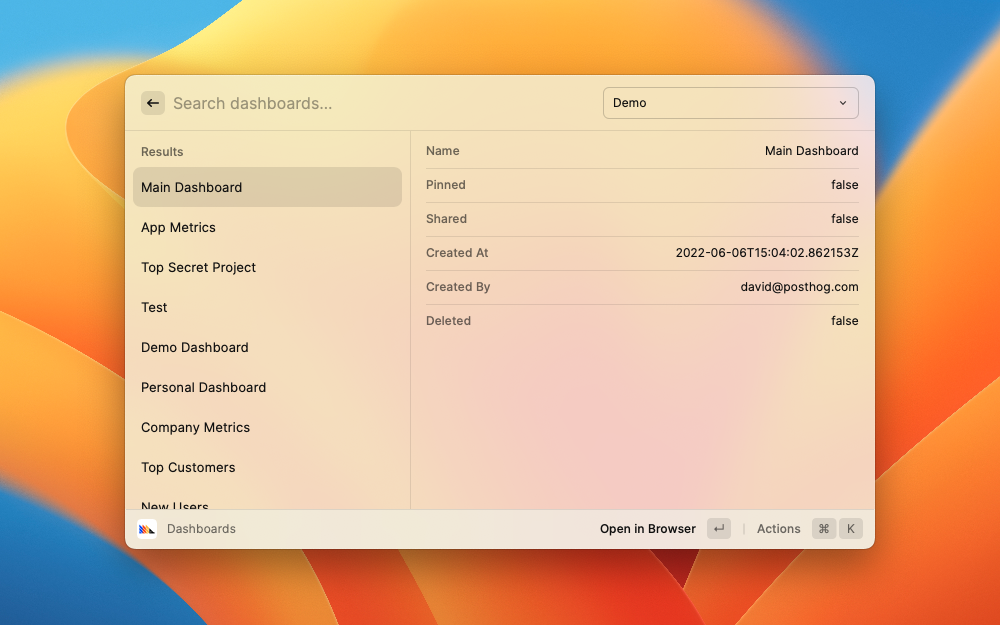 Search dashboards...
Demo
Results
Main Dashboard
App Metrics
Top Secret Project
Test
Demo Dashboard
Personal Dashboard
Company Metrics
Top Customers
New Users
Name Main Dashboard
Pinned false
Shared false
Created At 2022-06-06T15:04:02.862153Z
Created By david@posthog.com
Deleted false
Dashboards
Open in Browser ↵ | Actions ⌘ K